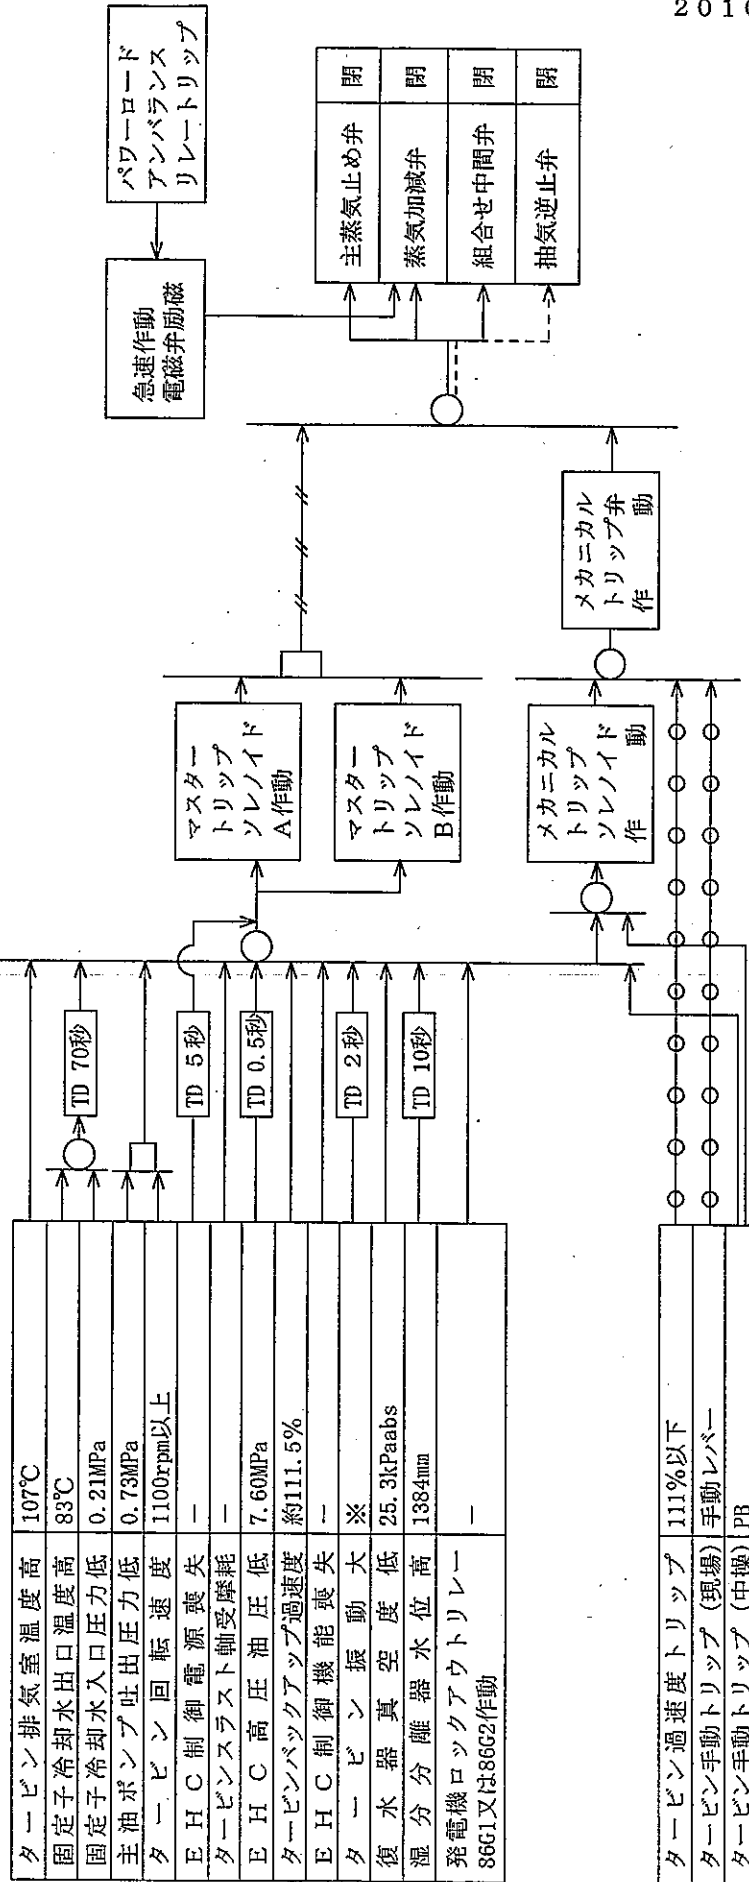 2010
タービン排気室温度高 107℃
固定子冷却水出口温度高 83℃
固定子冷却水入口圧力低 0.21MPa
主油ポンプ吐出圧力低 0.73MPa
タービン回転速度 1100rpm以上
EHC制御電源喪失 －
タービンスラスト軸受摩耗 －
EHC高圧油圧低 7.60MPa
タービンバックアップ過速度 約111.5%
EHC制御機能喪失 －
タービン振動大 ※
復水器真空度低 25.3kPaabs
湿分分離器水位高 1384mm
発電機ロックアウトリレー －
86G1又は86G2作動
タービン過速度トリップ 111%以下
タービン手動トリップ(現場) 手動レバー
タービン手動トリップ(中操) PB
TD 70秒
TD 5秒
TD 0.5秒
TD 2秒
TD 10秒
マスター
トリップ
ソレノイド
A作動
マスター
トリップ
ソレノイド
B作動
メカニカル
トリップ
ソレノイド
作動
メカニカル
トリップ弁
作動
パワーロード
アンバランス
リレートリップ
急速作動
電磁弁励磁
主蒸気止め弁 閉
蒸気加減弁 閉
組合せ中間弁 閉
抽気逆止弁 閉